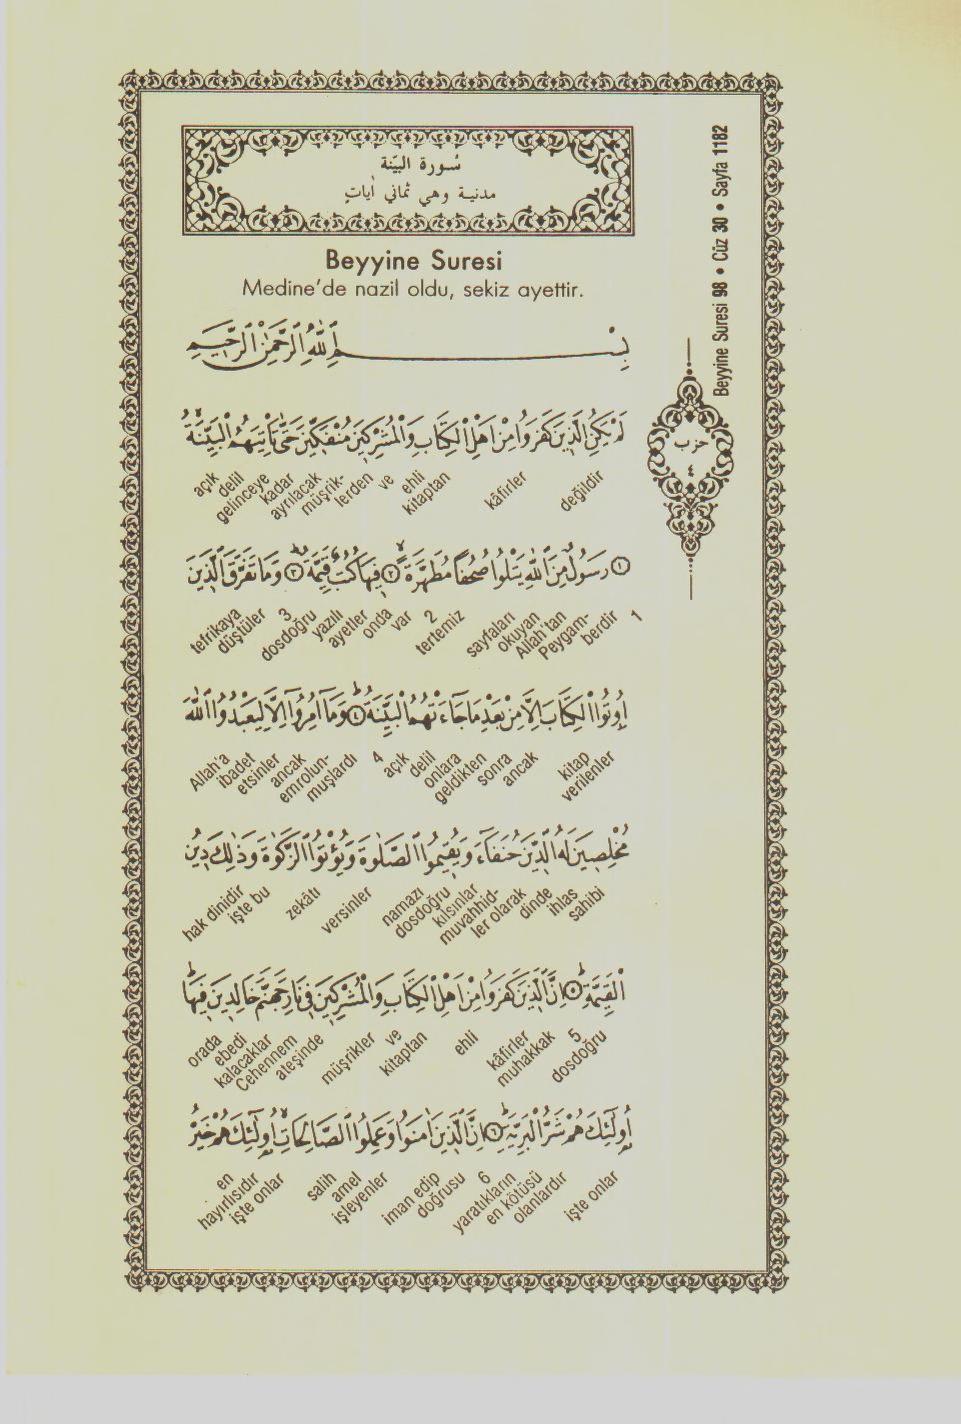 سُورة البيّنة
مدنية وهي ثماني اٰيات
Beyyine Suresi
Medine'de nazil oldu, sekiz ayettir.
بِسْمِ اللّٰهِ الرَّحْمٰنِ الرَّحِيمِ
لَمْ يَكُنِ الَّذِينَ كَفَرُوا مِنْ اَهْلِ الْكِتَابِ وَالْمُشْرِكِينَ مُنْفَكِّينَ حَتّٰى تَأْتِيَهُمُ الْبَيِّنَةُ
değildir kâfirler ehli kitaptan ve müşrik-lerden ayrılacak kadar gelinceye delil açık
﴿١﴾ رَسُولٌ مِنَ اللّٰهِ يَتْلُوا صُحُفاً مُطَهَّرَةً ﴿٢﴾ فِيهَا كُتُبٌ قَيِّمَةٌ ﴿٣﴾ وَمَا تَفَرَّقَ الَّذِينَ
1 Peygam-berdir Allah'tan okuyan sayfaları tertemiz 2 var onda ayetler yazılı dosdoğru 3 tefrikaya düştüler
اُوتُوا الْكِتَابَ اِلَّا مِنْ بَعْدِ مَا جَاءَتْهُمُ الْبَيِّنَةُ ﴿٤﴾ وَمَا اُمِرُوا اِلَّا لِيَعْبُدُوا اللّٰهَ
kitap verilenler ancak sonra geldikten onlara delil açık 4 emrolun-muşlardı ancak etsinler ibadet Allah'a
مُخْلِصِينَ لَهُ الدِّينَ حُنَفَاءَ وَيُقِيمُوا الصَّلٰوةَ وَيُؤْتُوا الزَّكٰوةَ وَذٰلِكَ دِينُ
ihlas sahibi dinde muvahhid-ler olarak namazı dosdoğru kılsınlar versinler zekâtı işte bu hak dinidir
الْقَيِّمَةِ ﴿٥﴾ اِنَّ الَّذِينَ كَفَرُوا مِنْ اَهْلِ الْكِتَابِ وَالْمُشْرِكِينَ فِي نَارِ جَهَنَّمَ خَالِدِينَ فِيهَا
dosdoğru 5 muhakkak kâfirler ehli kitaptan ve müşrikler ateşinde Cehennem kalacaklar ebedi orada
اُولٰئِكَ هُمْ شَرُّ الْبَرِيَّةِ ﴿٦﴾ اِنَّ الَّذِينَ اٰمَنُوا وَعَمِلُوا الصَّالِحَاتِ اُولٰئِكَ هُمْ خَيْرُ
işte onlar en kötüsü olanlardır yaratıkların 6 doğrusu iman edip işleyenler amel salih işte onlar en hayırlısıdır
Beyyine Suresi 98 • Cüz 30 • Sayfa 1182
حزب
٤